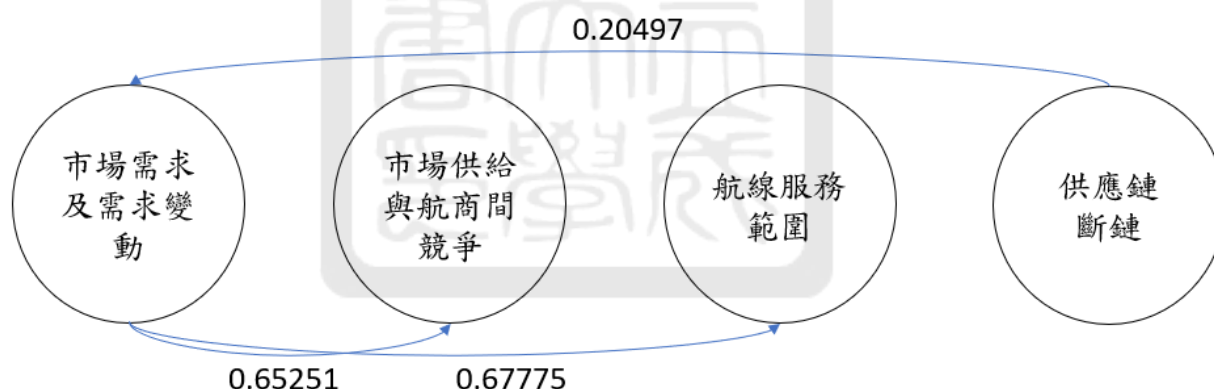 0.20497
市場需求
及需求變
動
市場供給
與航商間
競爭
航線服務
範圍
供應鏈
斷鏈
0.65251
0.67775